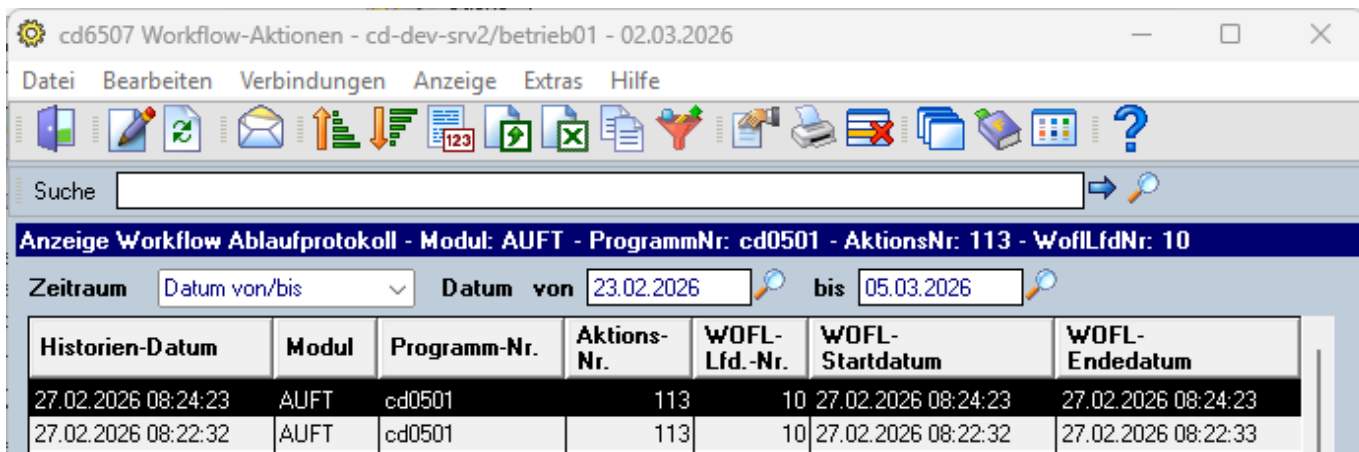 cd6507 Workflow-Aktionen - cd-dev-srv2/betrieb01 - 02.03.2026
Datei Bearbeiten Verbindungen Anzeige Extras Hilfe
123
Suche
Anzeige Workflow Ablaufprotokoll - Modul: AUFT - ProgrammNr: cd0501 - AktionsNr: 113 - WoflLfdNr: 10
Zeitraum Datum von/bis Datum von 23.02.2026 bis 05.03.2026
Historien-Datum Modul Programm-Nr. Aktions-Nr. WOFL-Lfd.-Nr. WOFL-Startdatum WOFL-Endedatum
27.02.2026 08:24:23 AUFT cd0501 113 10 27.02.2026 08:24:23 27.02.2026 08:24:23
27.02.2026 08:22:32 AUFT cd0501 113 10 27.02.2026 08:22:32 27.02.2026 08:22:33